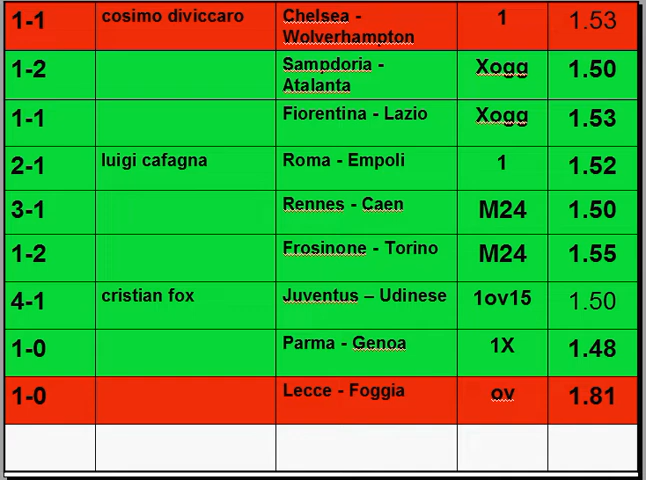 1-1 cosimo diviccaro Chelsea - 1 1.53
Wolverhampton
1-2 Sampdoria - Xogg 1.50
Atalanta
1-1 Fiorentina - Lazio Xogg 1.53
2-1 luigi cafagna Roma - Empoli 1 1.52
3-1 Rennes - Caen M24 1.50
1-2 Frosinone - Torino M24 1.55
4-1 cristian fox Juventus – Udinese 1ov15 1.50
1-0 Parma - Genoa 1X 1.48
1-0 Lecce - Foggia ov 1.81